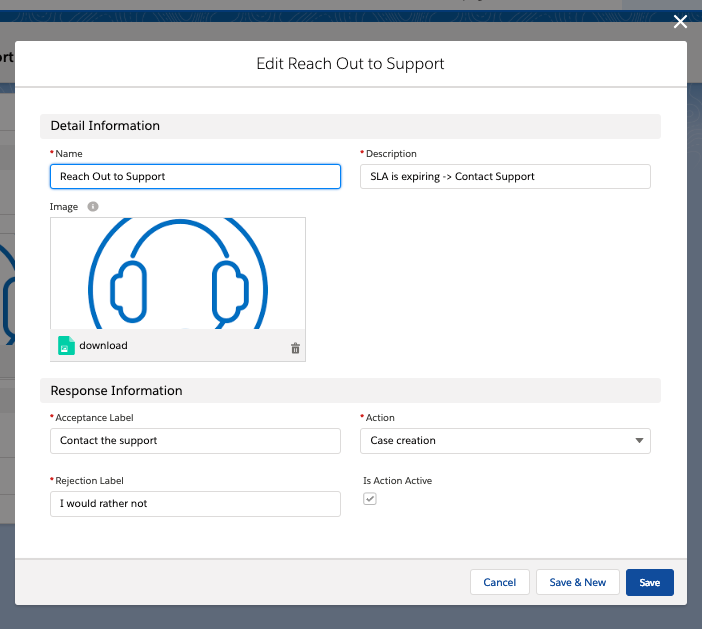 rt
Edit Reach Out to Support
Detail Information
*Name
*Description
Reach Out to Support
SLA is expiring -> Contact Support
Image
download
Response Information
*Acceptance Label
*Action
Contact the support
Case creation
*Rejection Label
Is Action Active
I would rather not
Cancel
Save & New
Save